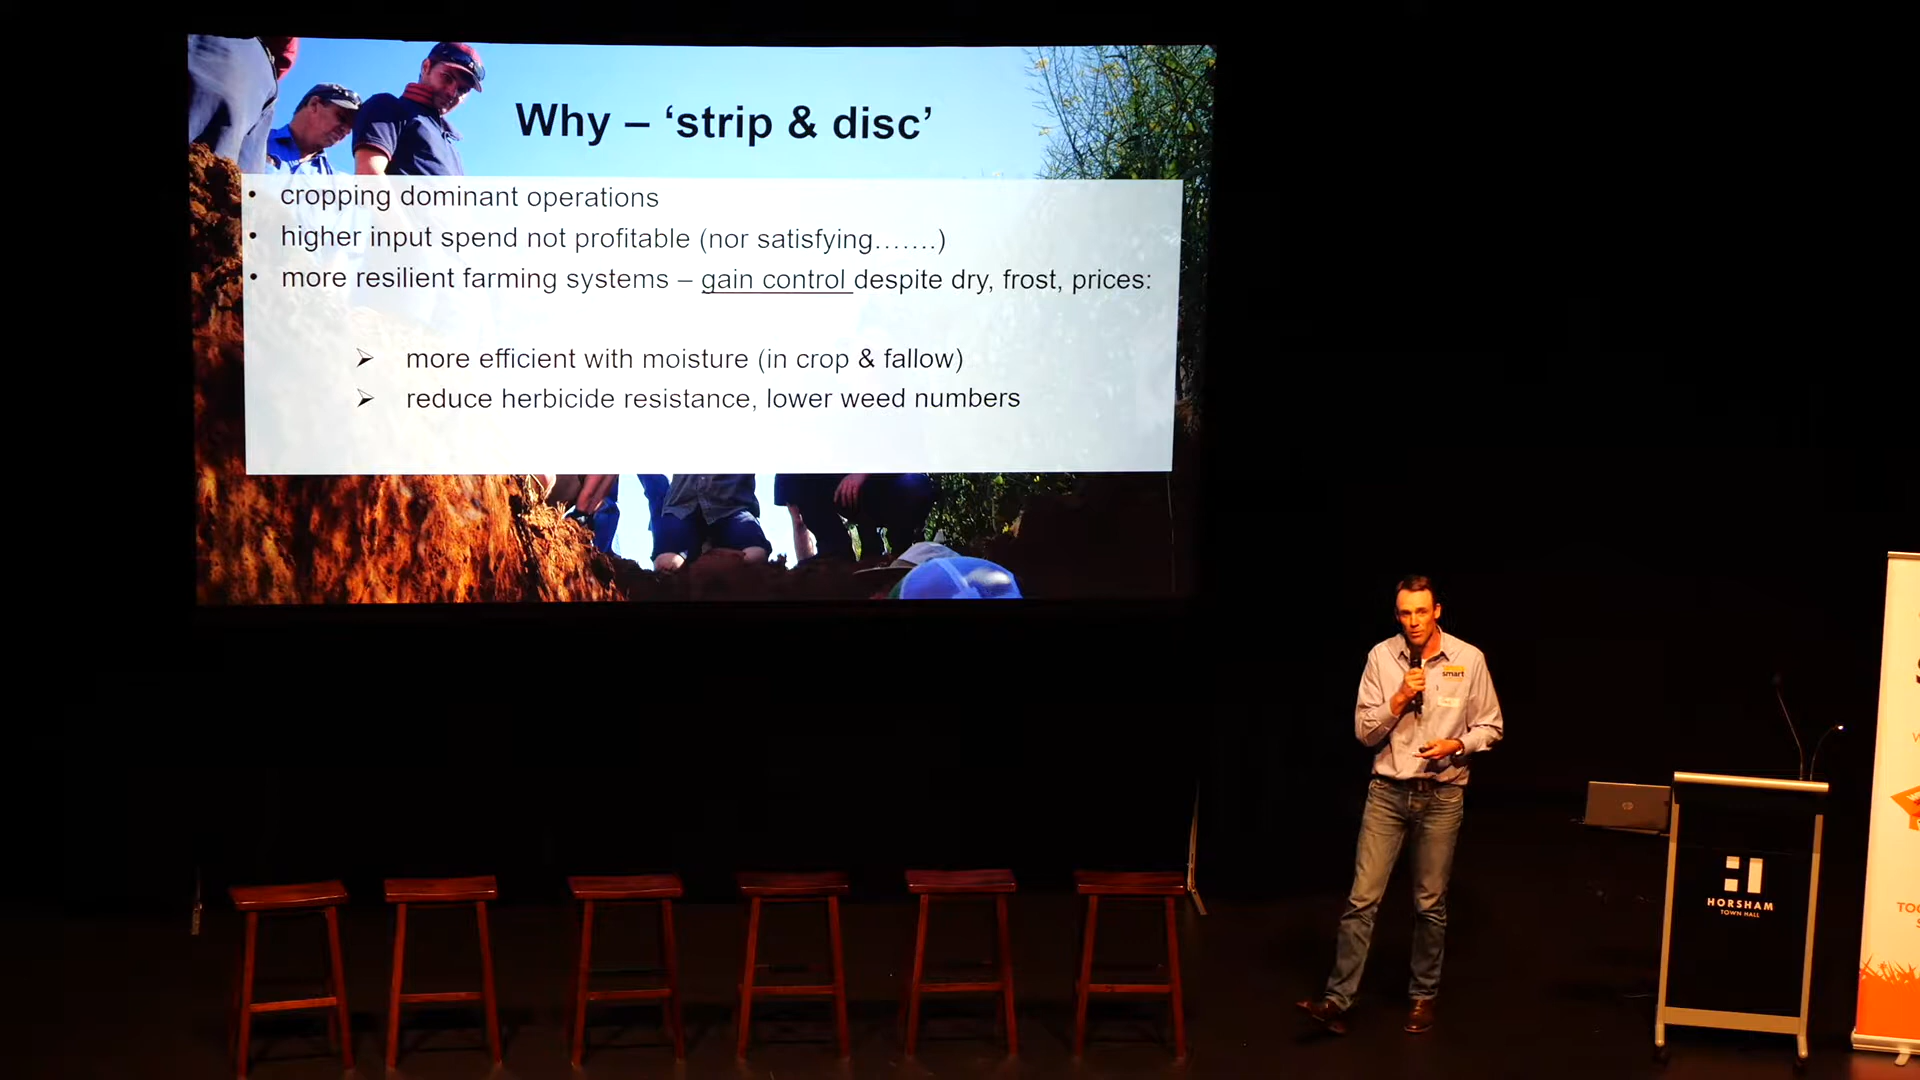 Why – ‘strip & disc’
• cropping dominant operations
• higher input spend not profitable (nor satisfying.......)
• more resilient farming systems – gain control despite dry, frost, prices:
➢ more efficient with moisture (in crop & fallow)
➢ reduce herbicide resistance, lower weed numbers
smart
hp
HORSHAM
TOWN HALL